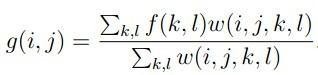 g(i, j) = \frac{\sum_{k,l} f(k, l)w(i, j, k, l)}{\sum_{k,l} w(i, j, k, l)}.